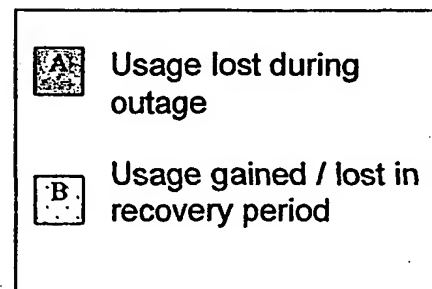 A
Usage lost during
outage
B
Usage gained / lost in
recovery period